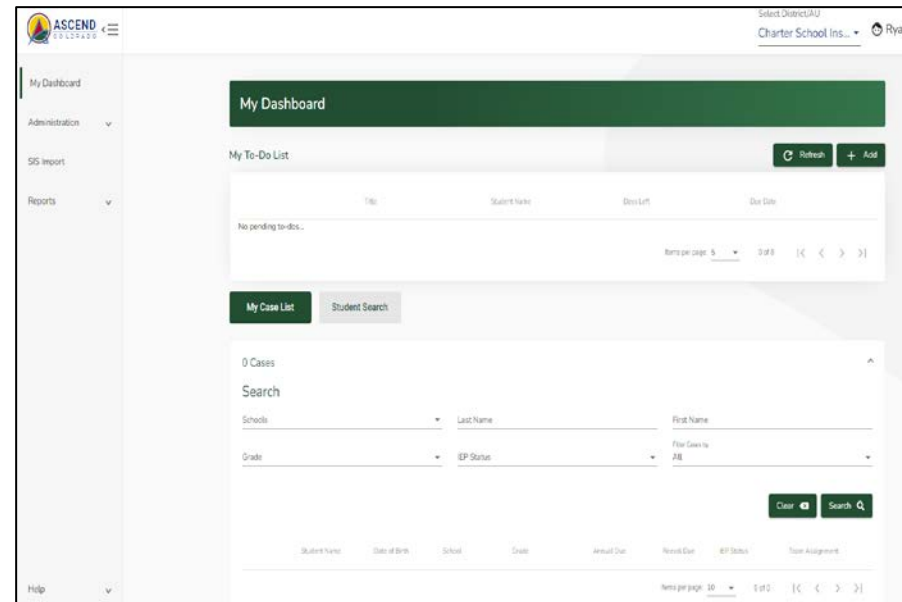 Select District/AU
ASCEND
COLORADO
Charter School Ins...
Rya
My Dashboard
Administration
SIS Import
Reports
Help
My Dashboard
My To-Do List
Refresh
+ Add
Title
Student Name
Days Left
Due Date
No pending to-dos...
Items per page: 5
0 of 0
My Case List
Student Search
0 Cases
Search
Schools
Last Name
First Name
Grade
IEP Status
Filter Cases by
All
Clear
Search
Student Name
Date of Birth
School
Grade
Annual Due
IEP Status
Team Assignment
Items per page: 10
0 of 0